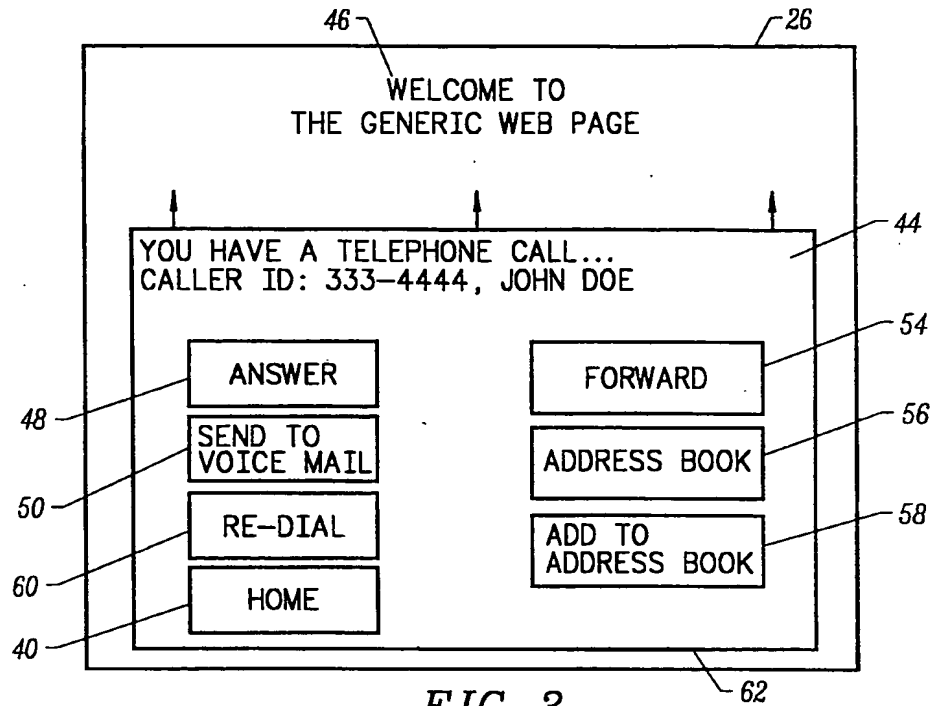 46
26
WELCOME TO
THE GENERIC WEB PAGE
44
YOU HAVE A TELEPHONE CALL...
CALLER ID: 333-4444, JOHN DOE
54
ANSWER
FORWARD
48
56
SEND TO
VOICE MAIL
ADDRESS BOOK
50
58
RE-DIAL
ADD TO
ADDRESS BOOK
60
HOME
40
62